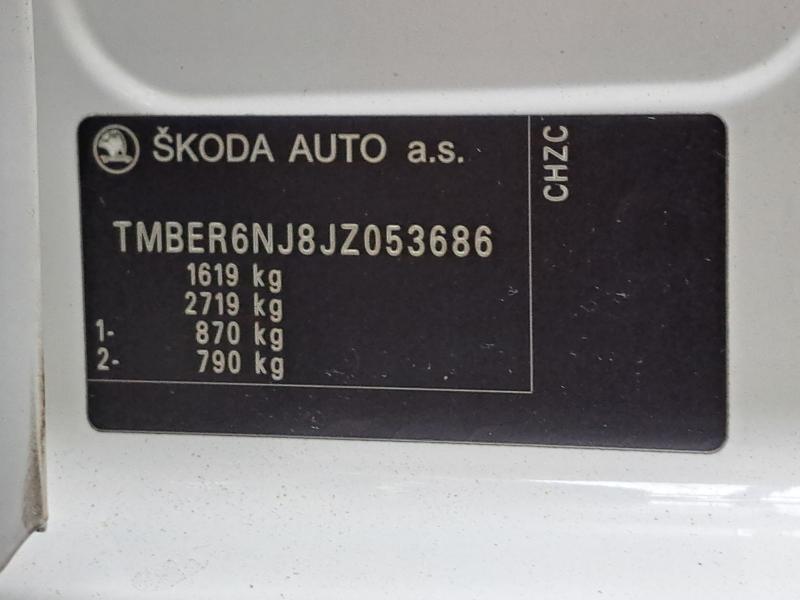 ŠKODA AUTO a.s.
CHZC
TMBER6NJ8JZ053686
1619 kg
2719 kg
1- 870 kg
2- 790 kg